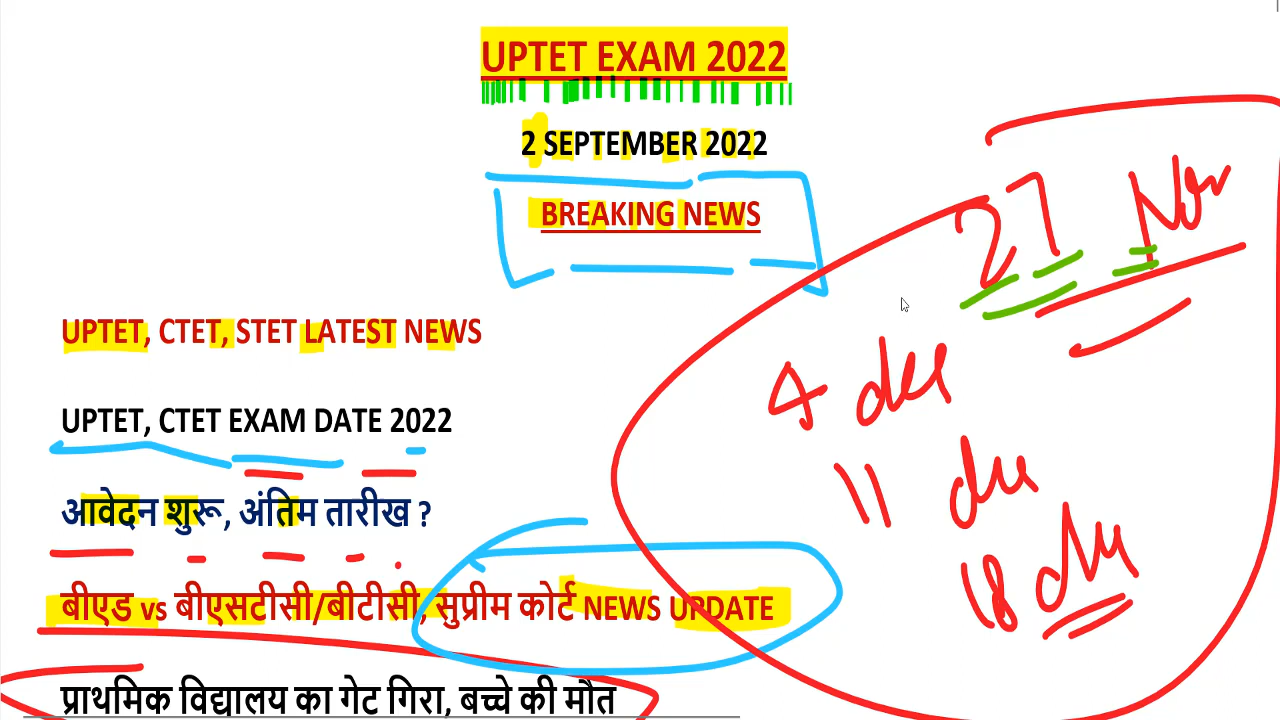 UPTET EXAM 2022
2 SEPTEMBER 2022
BREAKING NEWS
27 Nov
UPTET, CTET, STET LATEST NEWS
4 dec
UPTET, CTET EXAM DATE 2022
11 dec
आवेदन शुरू, अंतिम तारीख ?
18 dec
बीएड vs बीएसटीसी/बीटीसी, सुप्रीम कोर्ट NEWS UPDATE
प्राथमिक विद्यालय का गेट गिरा, बच्चे की मौत